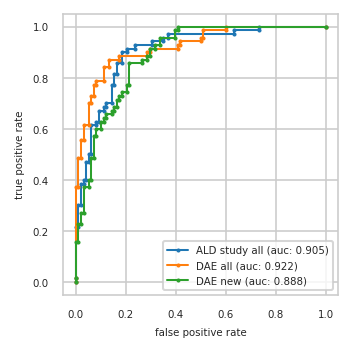 1.0
0.8
0.6
0.4
0.2
0.0
true positive rate
0.0 0.2 0.4 0.6 0.8 1.0
false positive rate
ALD study all (auc: 0.905)
DAE all (auc: 0.922)
DAE new (auc: 0.888)